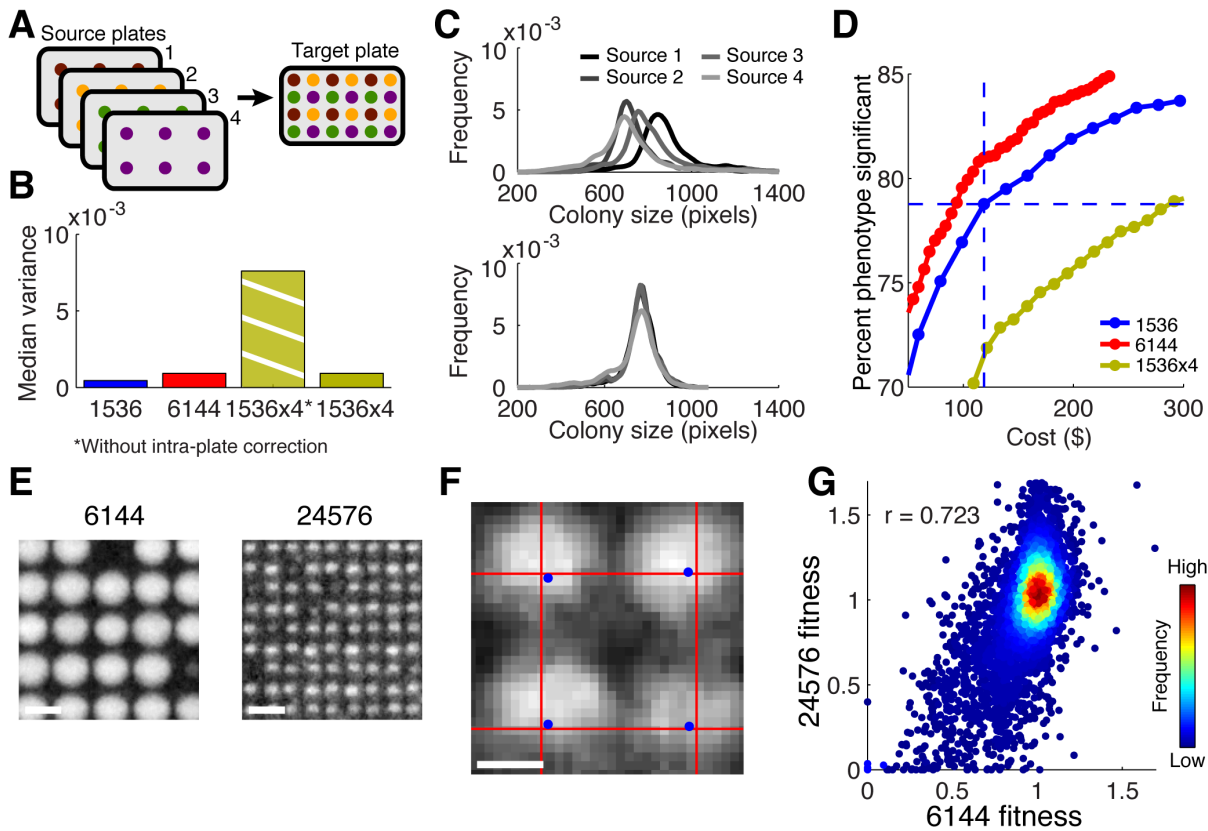 A
Source plates
1
2
3
4
Target plate
B
x10-3
10
5
0
Median variance
1536
6144
1536x4*
1536x4
*Without intra-plate correction
C
x10-3
10
5
0
Frequency
Source 1
Source 2
Source 3
Source 4
200
600
1000
1400
Colony size (pixels)
x10-3
10
5
0
Frequency
200
600
1000
1400
Colony size (pixels)
D
85
80
75
70
Percent phenotype significant
1536
6144
1536x4
100
200
300
Cost ($)
E
6144
24576
F
G
1.5
1
0.5
0
24576 fitness
r = 0.723
0
0.5
1
1.5
6144 fitness
High
Frequency
Low